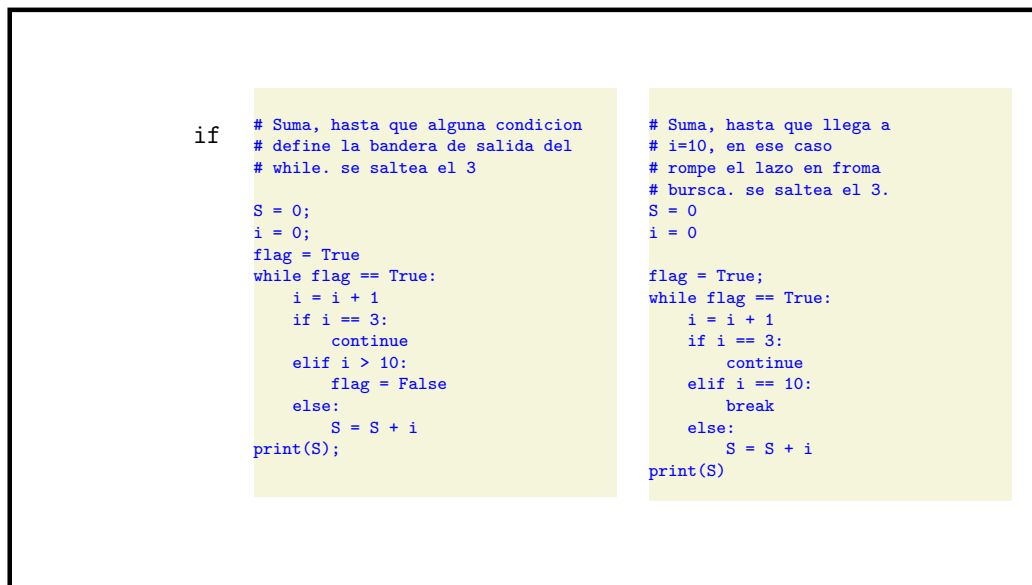 if
# Suma, hasta que alguna condicion
# define la bandera de salida del
# while. se saltea el 3
S = 0;
i = 0;
flag = True
while flag == True:
    i = i + 1
    if i == 3:
        continue
    elif i > 10:
        flag = False
    else:
        S = S + i
print(S);
# Suma, hasta que llega a
# i=10, en ese caso
# rompe el lazo en froma
# bursca. se saltea el 3.
S = 0
i = 0
flag = True;
while flag == True:
    i = i + 1
    if i == 3:
        continue
    elif i == 10:
        break
    else:
        S = S + i
print(S)